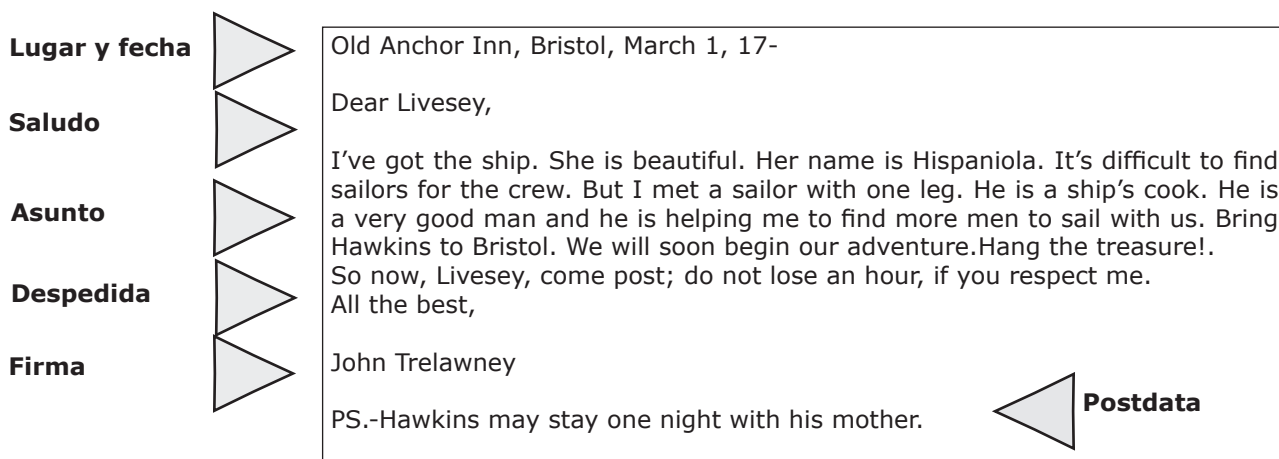 Lugar y fecha
Old Anchor Inn, Bristol, March 1, 17-
Saludo
Dear Livesey,
Asunto
I’ve got the ship. She is beautiful. Her name is Hispaniola. It’s difficult to find
sailors for the crew. But I met a sailor with one leg. He is a ship’s cook. He is
a very good man and he is helping me to find more men to sail with us. Bring
Hawkins to Bristol. We will soon begin our adventure.Hang the treasure!.
So now, Livesey, come post; do not lose an hour, if you respect me.
Despedida
All the best,
Firma
John Trelawney
PS.-Hawkins may stay one night with his mother.
Postdata